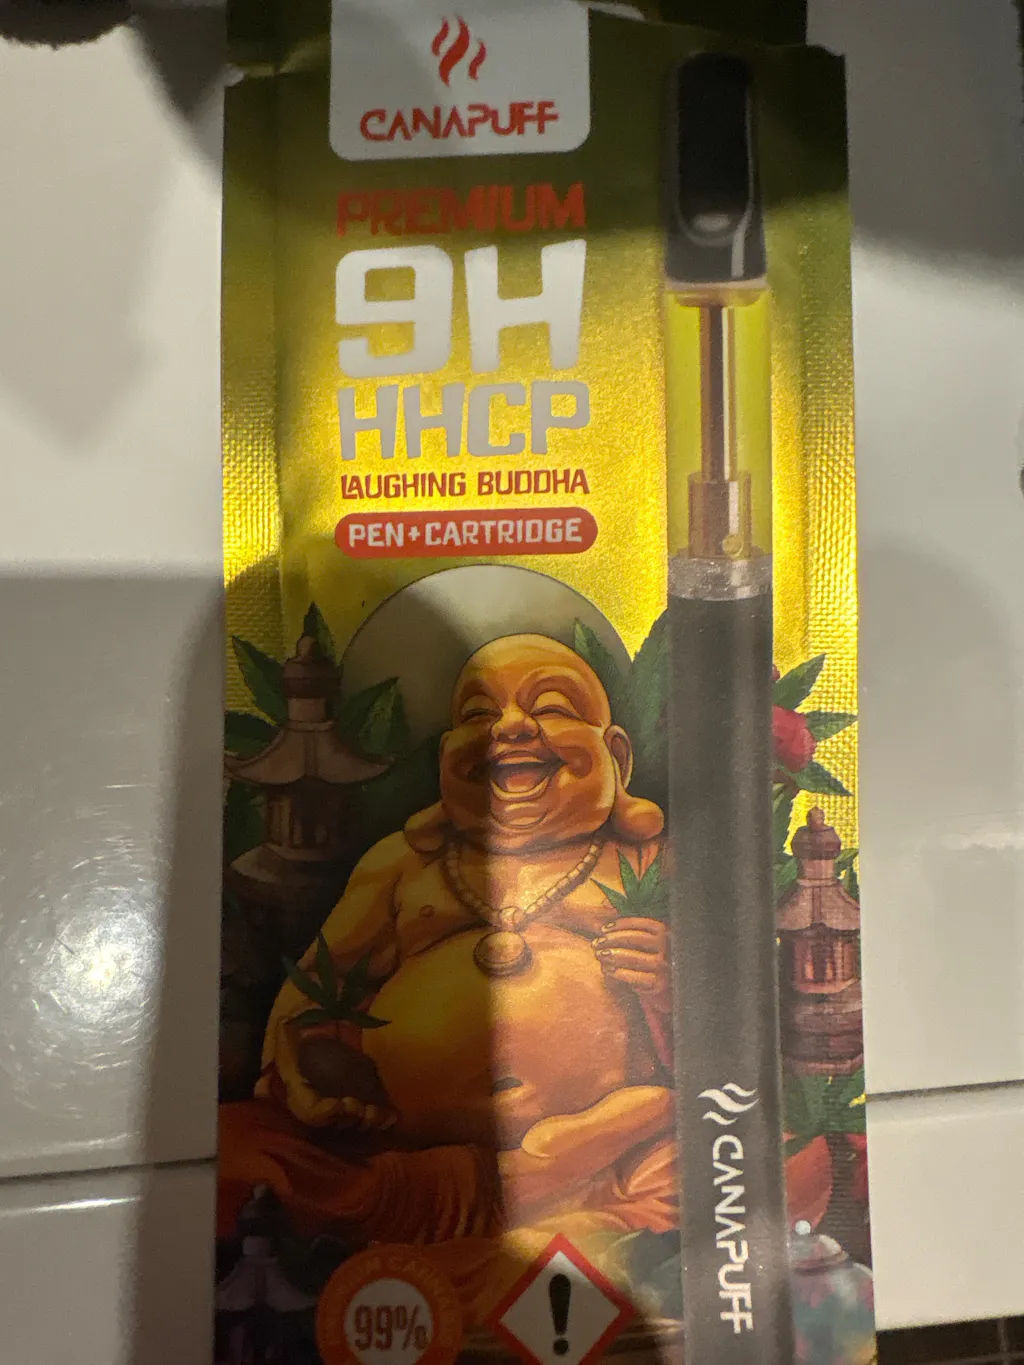 CANAPUFF
PREMIUM
9H
HHCP
LAUGHING BUDDHA
PEN+CARTRIDGE
CANAPUFF
99%